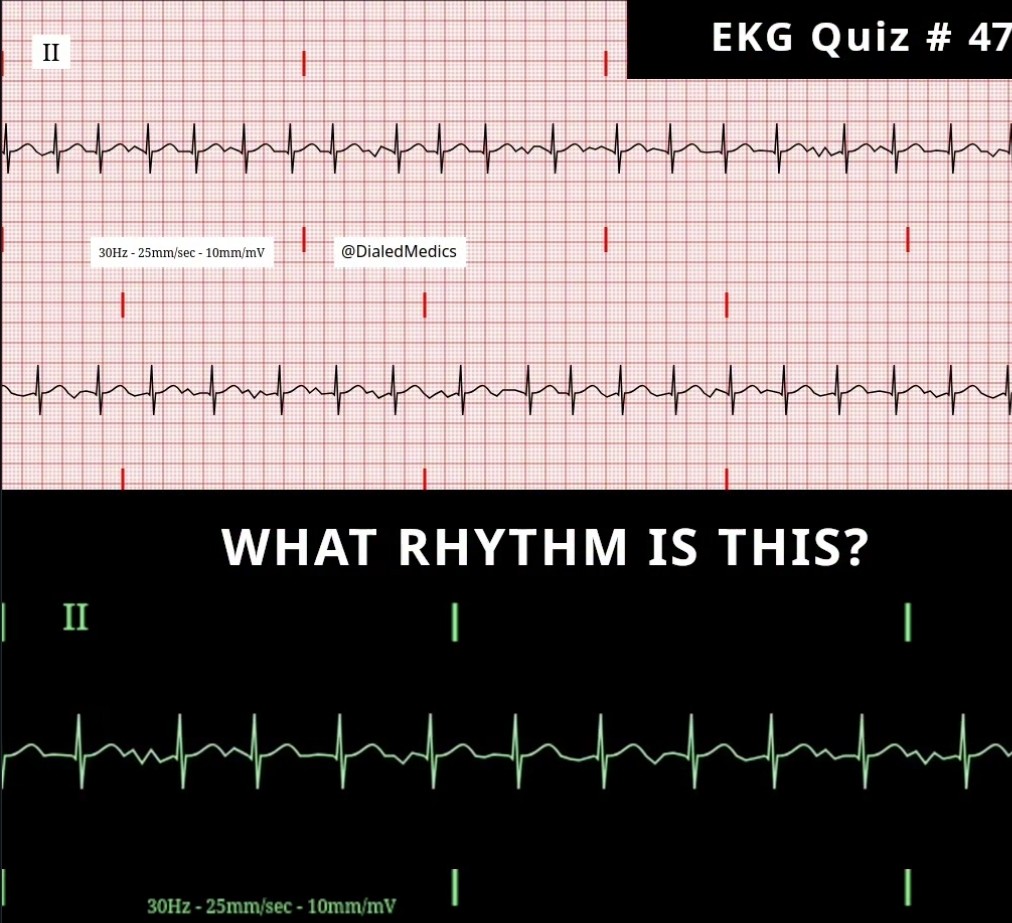 EKG Quiz # 47
II
30Hz - 25mm/sec - 10mm/mV
@DialedMedics
WHAT RHYTHM IS THIS?
II
30Hz - 25mm/sec - 10mm/mV